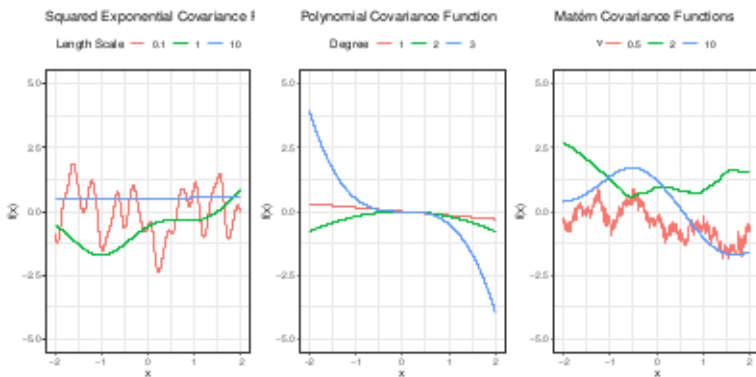 Squared Exponential Covariance F
Length Scale 0.1 1 10
5.0
2.5
0.0
-2.5
-5.0
f(x)
-2 -1 0 1 2
x
Polynomial Covariance Function
Degree 1 2 3
5.0
2.5
0.0
-2.5
-5.0
f(x)
-2 -1 0 1 2
x
Matérn Covariance Functions
ν 0.5 2 10
5.0
2.5
0.0
-2.5
-5.0
f(x)
-2 -1 0 1 2
x